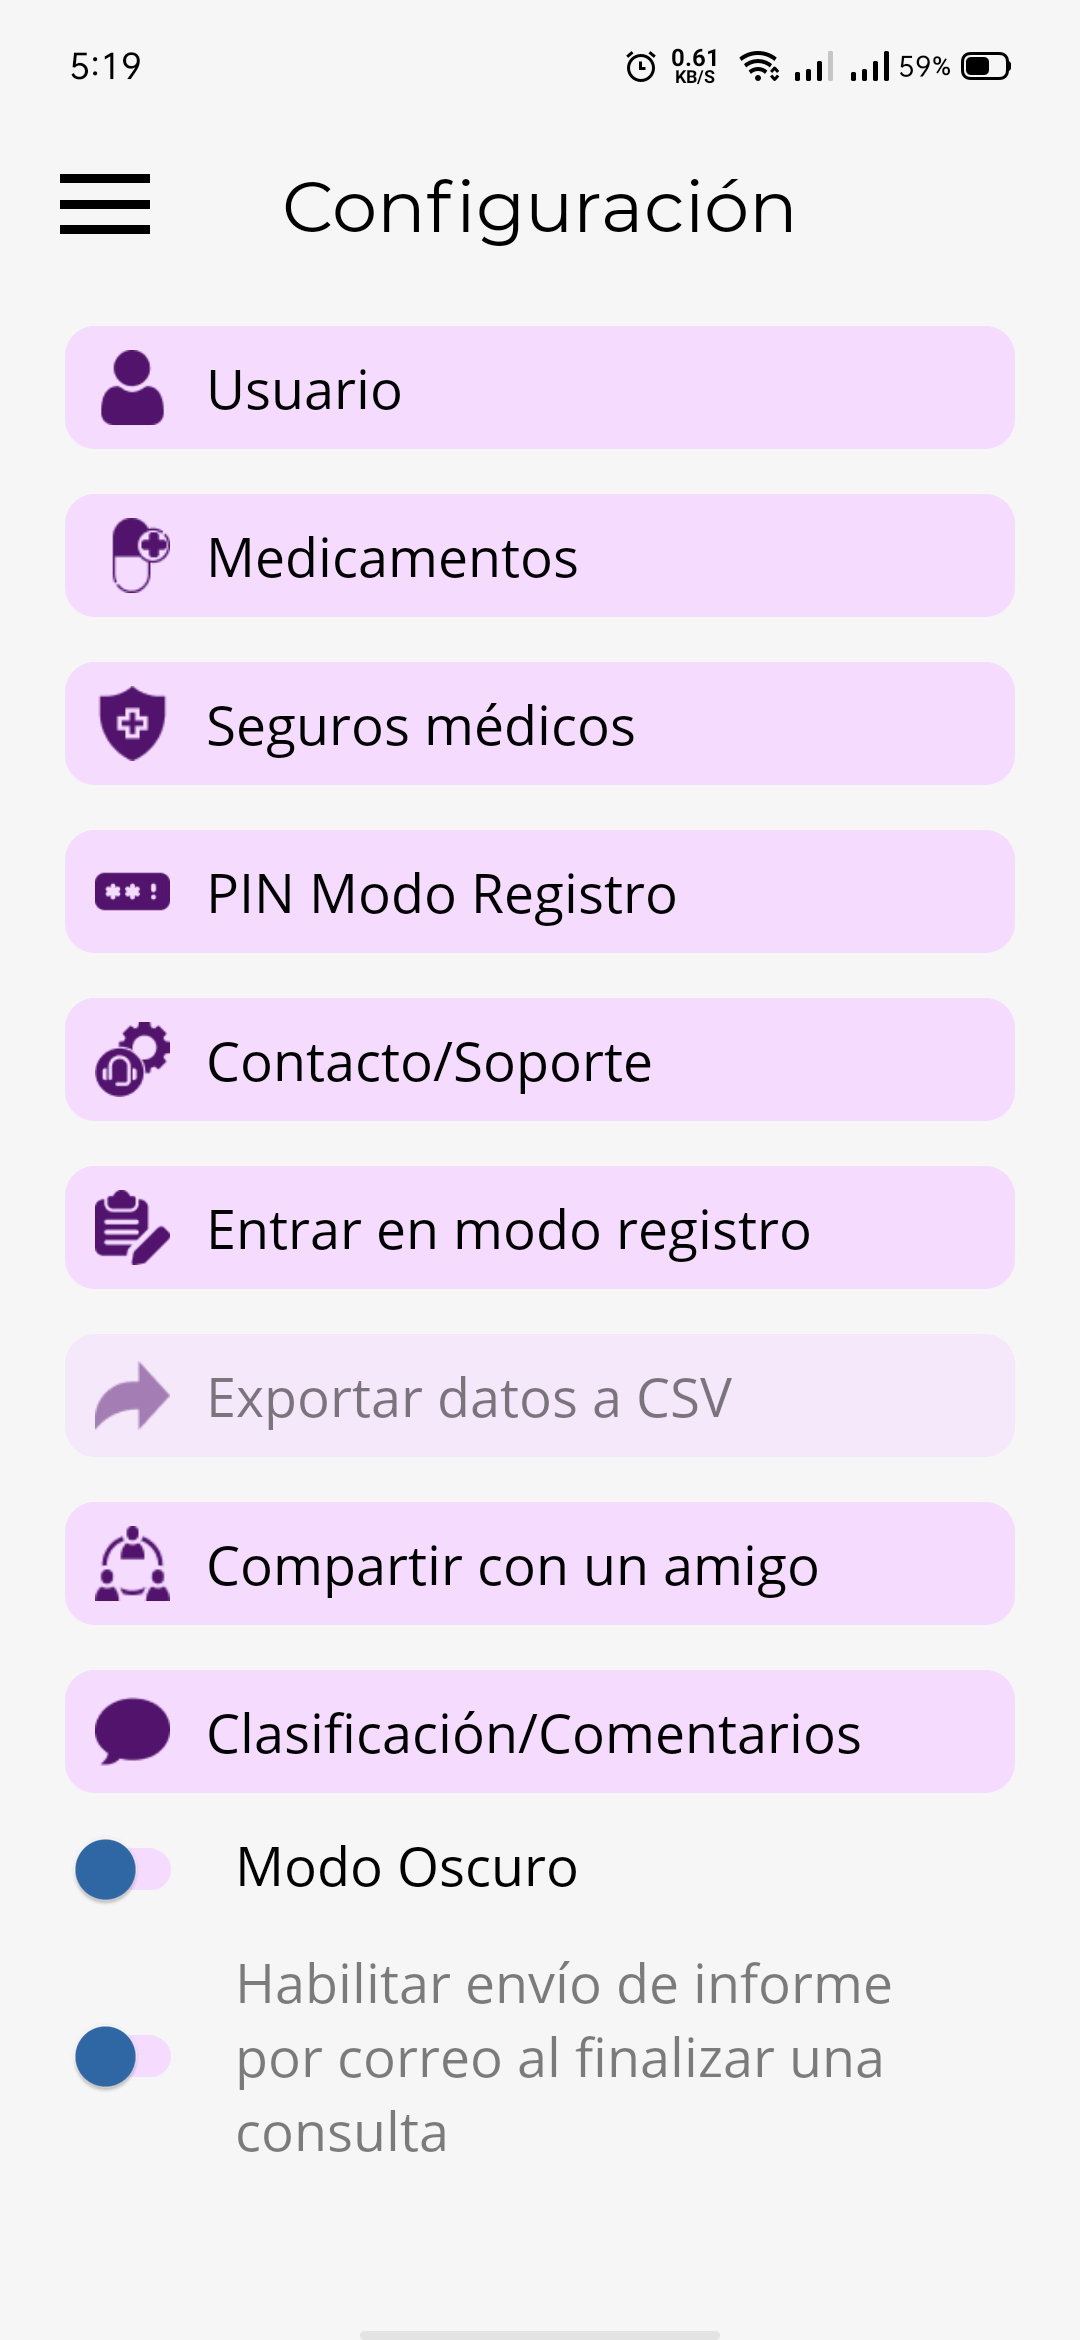 5:19
0.61
KB/S
59%
Configuración
Usuario
Medicamentos
Seguros médicos
PIN Modo Registro
Contacto/Soporte
Entrar en modo registro
Exportar datos a CSV
Compartir con un amigo
Clasificación/Comentarios
Modo Oscuro
Habilitar envío de informe
por correo al finalizar una
consulta